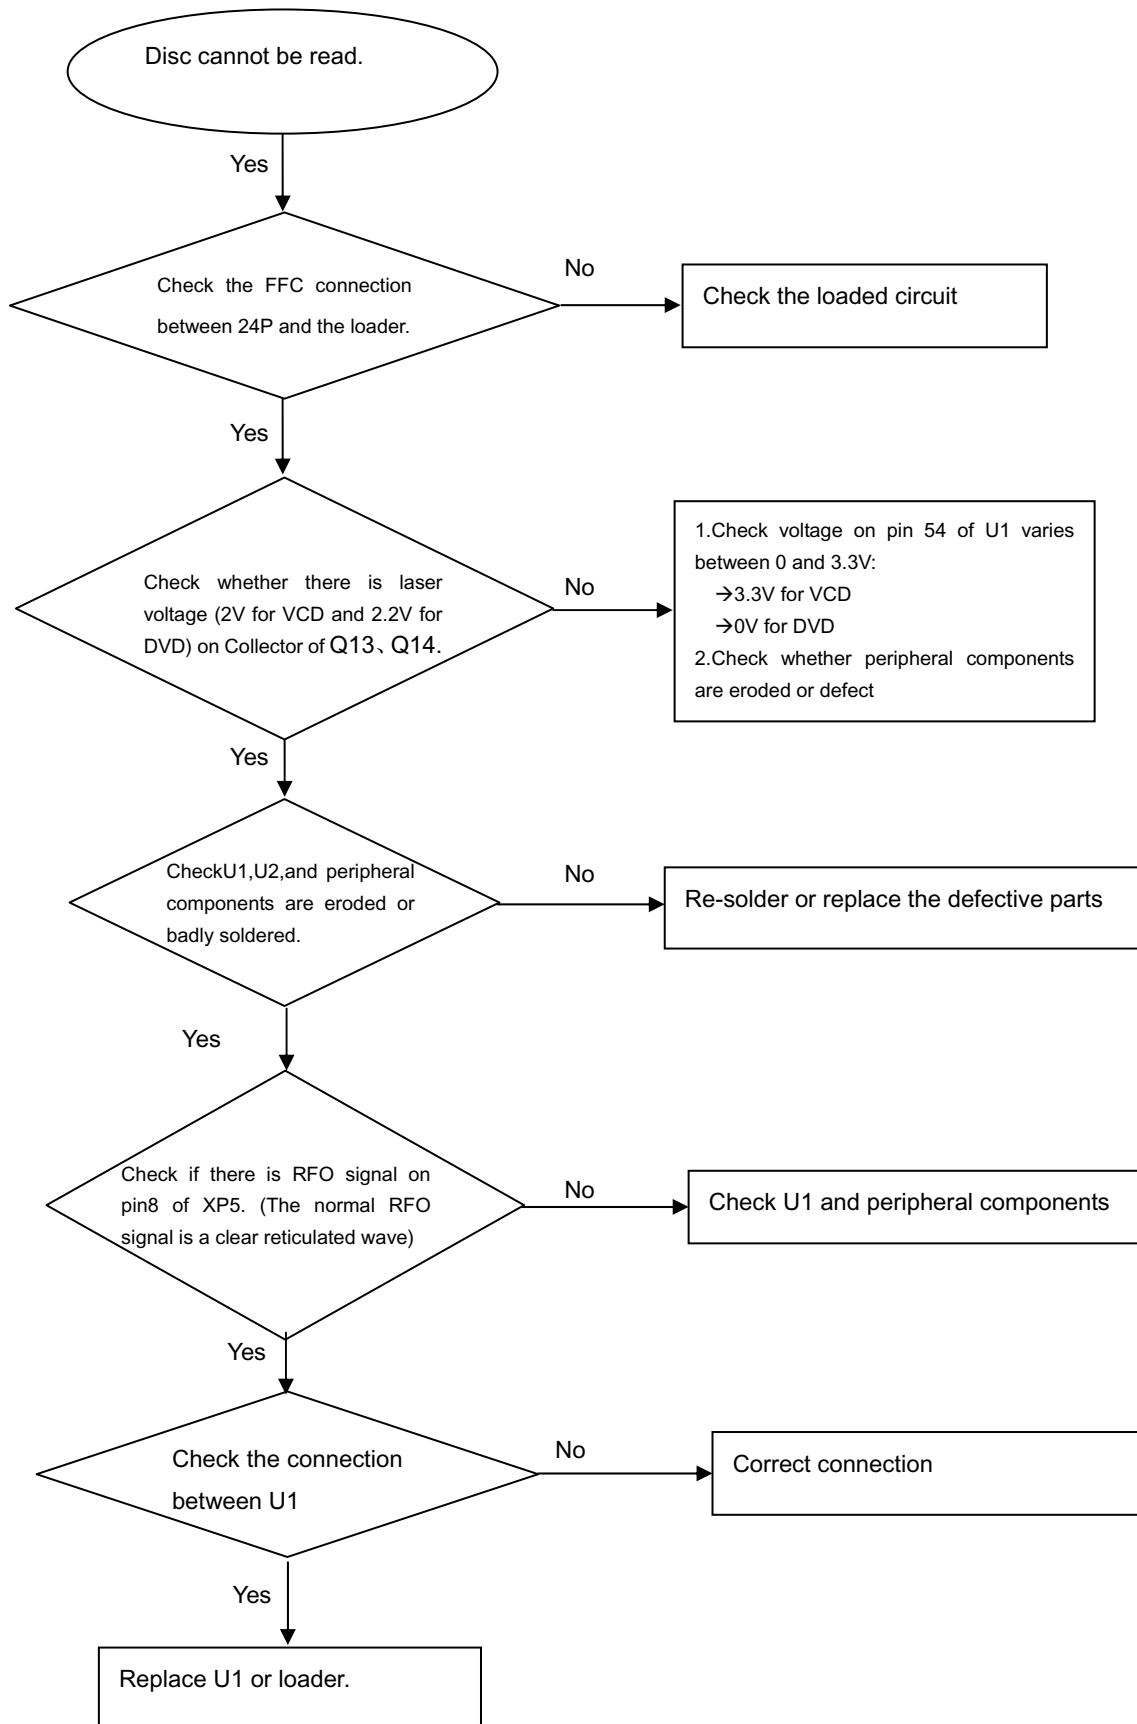 Disc cannot be read.
Yes
Check the FFC connection
between 24P and the loader.
No
Check the loaded circuit
Yes
Check whether there is laser
voltage (2V for VCD and 2.2V for
DVD) on Collector of Q13、Q14.
No
1.Check voltage on pin 54 of U1 varies
between 0 and 3.3V:
→3.3V for VCD
→0V for DVD
2.Check whether peripheral components
are eroded or defect
Yes
CheckU1,U2,and peripheral
components are eroded or
badly soldered.
No
Re-solder or replace the defective parts
Yes
Check if there is RFO signal on
pin8 of XP5. (The normal RFO
signal is a clear reticulated wave)
No
Check U1 and peripheral components
Yes
Check the connection
between U1
No
Correct connection
Yes
Replace U1 or loader.